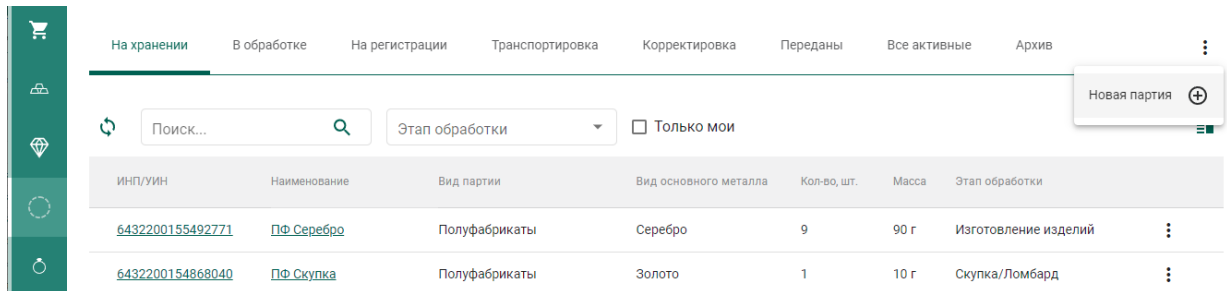 На хранении В обработке На регистрации Транспортировка Корректировка Переданы Все активные Архив
Новая партия
Поиск... Этап обработки Только мои
ИНП/УИН Наименование Вид партии Вид основного металла Кол-во, шт. Масса Этап обработки
6432200155492771 ПФ Серебро Полуфабрикаты Серебро 9 90 г Изготовление изделий
6432200154868040 ПФ Скупка Полуфабрикаты Золото 1 10 г Скупка/Ломбард